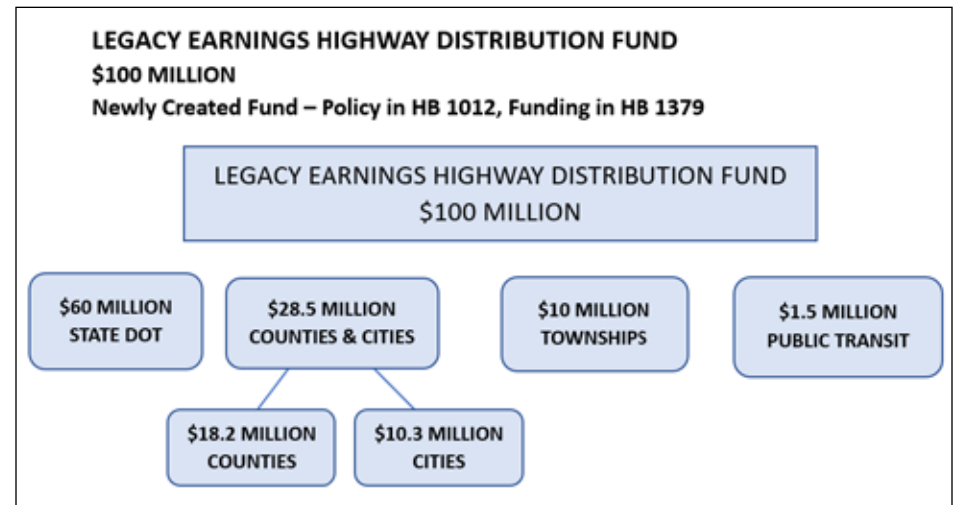 LEGACY EARNINGS HIGHWAY DISTRIBUTION FUND
$100 MILLION
Newly Created Fund – Policy in HB 1012, Funding in HB 1379
LEGACY EARNINGS HIGHWAY DISTRIBUTION FUND
$100 MILLION
$60 MILLION
STATE DOT
$28.5 MILLION
COUNTIES & CITIES
$10 MILLION
TOWNSHIPS
$1.5 MILLION
PUBLIC TRANSIT
$18.2 MILLION
COUNTIES
$10.3 MILLION
CITIES